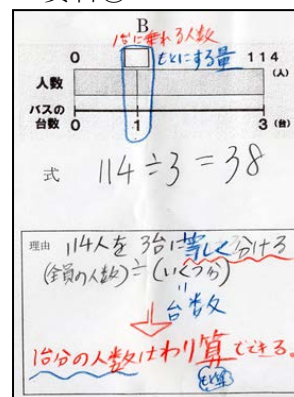 B
1台に乗れる人数
0 114
もとにする量 (人)
人数
バスの
台数 0 1 3 (台)
式 114÷3=38
理由 114人を3台に等しく分ける
(全員の人数)÷(いくつ分)
=
台数
1台分の人数はわり算でできる。